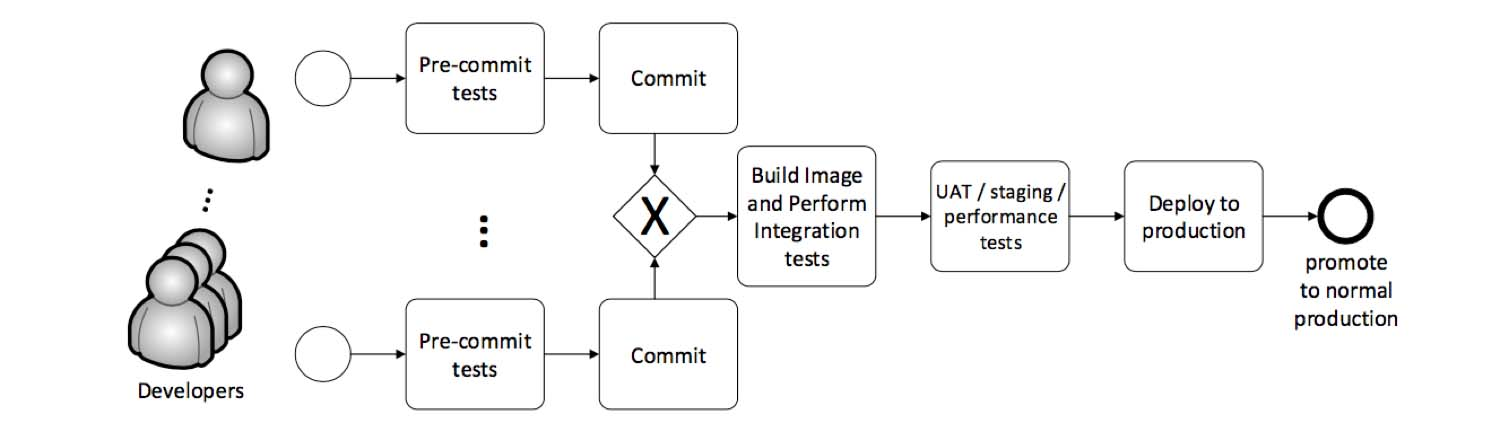 Pre-commit
tests
Commit
Build Image
and Perform
Integration
tests
UAT / staging /
performance
tests
Deploy to
production
promote
to normal
production
X
Pre-commit
tests
Commit
Developers